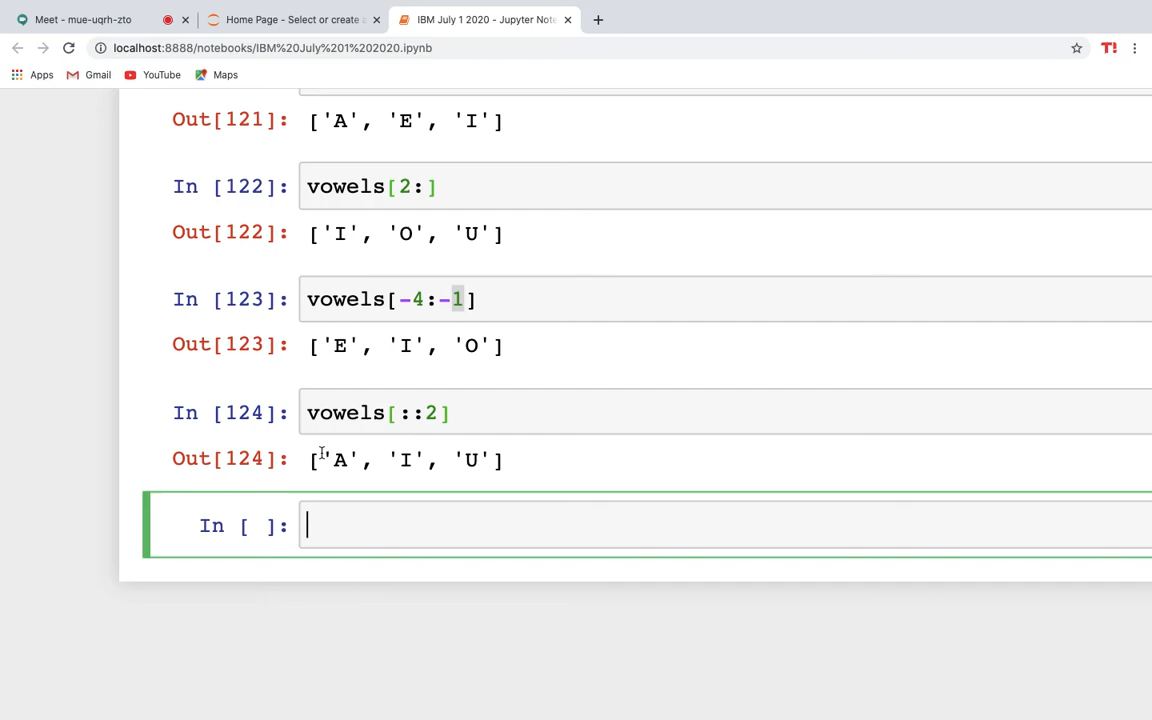 Meet - mue-uqrh-zto
Home Page - Select or create a
IBM July 1 2020 - Jupyter Note
localhost:8888/notebooks/IBM%20July%201%202020.ipynb
T!
Apps
Gmail
YouTube
Maps
Out[121]: ['A', 'E', 'I']
In [122]: vowels[2:]
Out[122]: ['I', 'O', 'U']
In [123]: vowels[-4:-1]
Out[123]: ['E', 'I', 'O']
In [124]: vowels[::2]
Out[124]: ['A', 'I', 'U']
In [ ]: